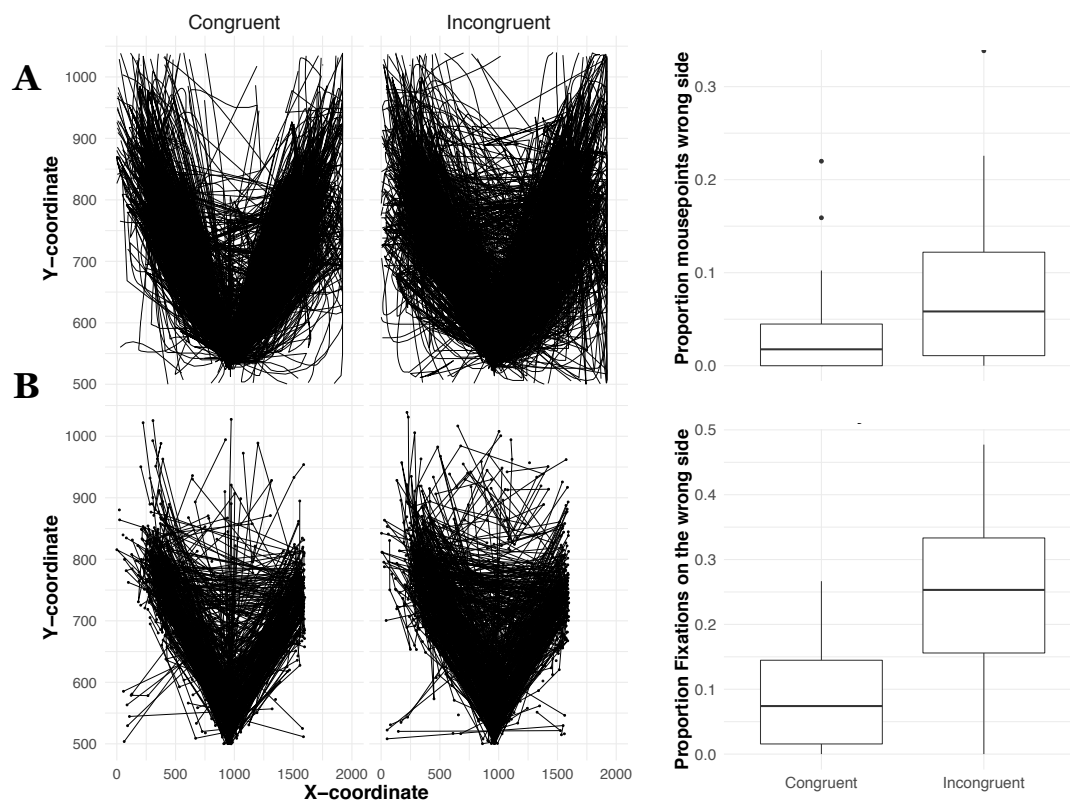 Congruent Incongruent
A
Y−coordinate
1000
900
800
700
600
500
Proportion mousepoints wrong side
0.3
0.2
0.1
0.0
B
Y−coordinate
1000
900
800
700
600
500
0 500 1000 1500 2000 0 500 1000 1500 2000
X−coordinate
Proportion Fixations on the wrong side
0.5
0.4
0.3
0.2
0.1
0.0
Congruent Incongruent